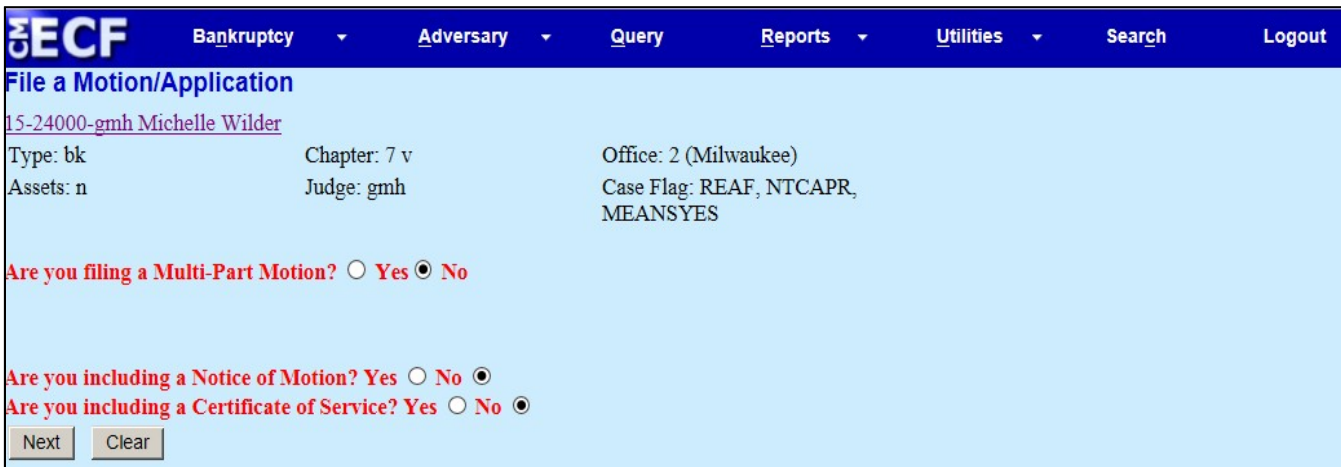 CM ECF Bankruptcy Adversary Query Reports Utilities Search Logout
File a Motion/Application
15-24000-gmh Michelle Wilder
Type: bk Chapter: 7 v Office: 2 (Milwaukee)
Assets: n Judge: gmh Case Flag: REAF, NTCAPR,
MEANSYES
Are you filing a Multi-Part Motion? Yes No
Are you including a Notice of Motion? Yes No
Are you including a Certificate of Service? Yes No
Next Clear